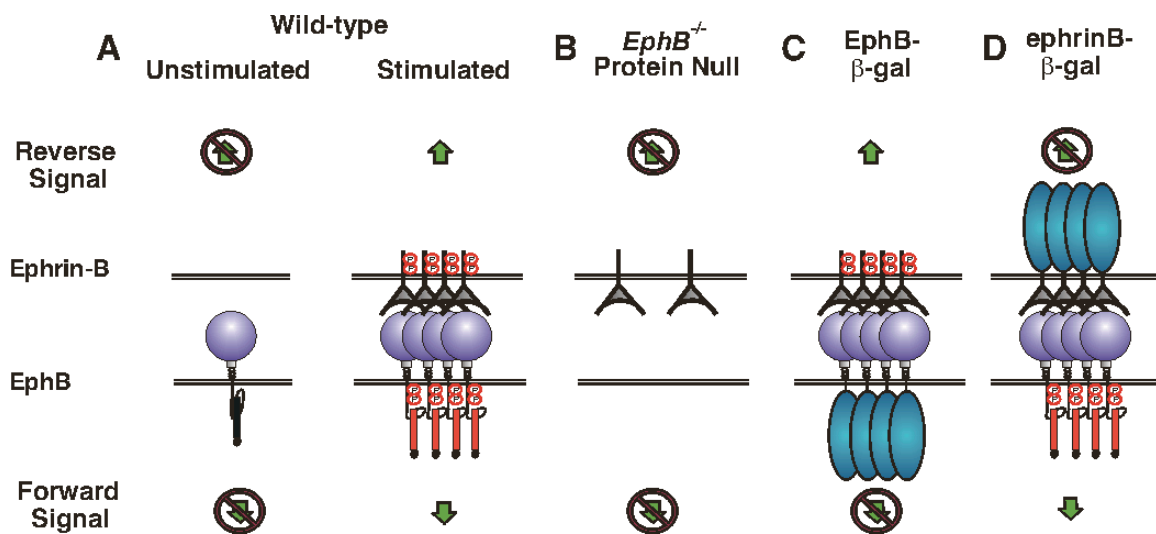 A
Wild-type
Unstimulated
Stimulated
B
EphB-/-
Protein Null
C
EphB-
β-gal
D
ephrinB-
β-gal
Reverse
Signal
Ephrin-B
P P P P
P P P P
P P P P
P P P P
EphB
P P P P
P P P P
P P P P
P P P P
Forward
Signal